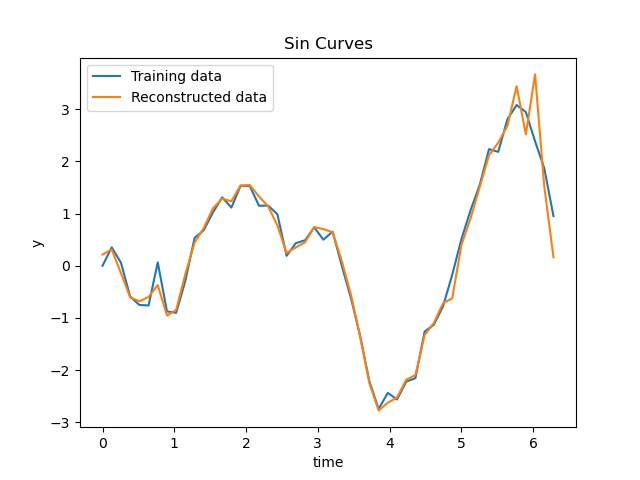 Sin Curves
Training data
Reconstructed data
y
3
2
1
0
−1
−2
−3
0 1 2 3 4 5 6
time